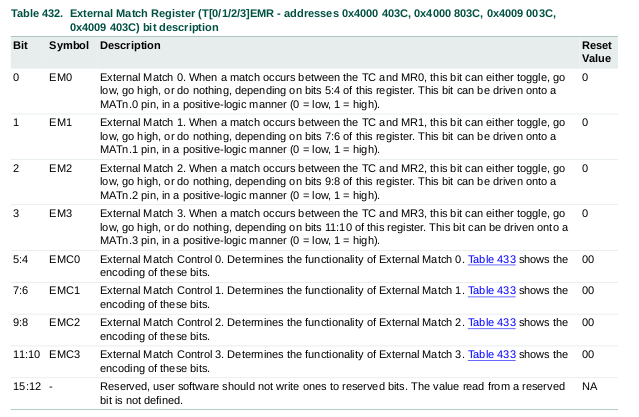 Table 432. External Match Register (T[0/1/2/3]EMR - addresses 0x4000 403C, 0x4000 803C, 0x4009 003C,
0x4009 403C) bit description
Bit Symbol Description Reset
Value
0 EM0 External Match 0. When a match occurs between the TC and MR0, this bit can either toggle, go 0
low, go high, or do nothing, depending on bits 5:4 of this register. This bit can be driven onto a
MATn.0 pin, in a positive-logic manner (0 = low, 1 = high).
1 EM1 External Match 1. When a match occurs between the TC and MR1, this bit can either toggle, go 0
low, go high, or do nothing, depending on bits 7:6 of this register. This bit can be driven onto a
MATn.1 pin, in a positive-logic manner (0 = low, 1 = high).
2 EM2 External Match 2. When a match occurs between the TC and MR2, this bit can either toggle, go 0
low, go high, or do nothing, depending on bits 9:8 of this register. This bit can be driven onto a
MATn.2 pin, in a positive-logic manner (0 = low, 1 = high).
3 EM3 External Match 3. When a match occurs between the TC and MR3, this bit can either toggle, go 0
low, go high, or do nothing, depending on bits 11:10 of this register. This bit can be driven onto a
MATn.3 pin, in a positive-logic manner (0 = low, 1 = high).
5:4 EMC0 External Match Control 0. Determines the functionality of External Match 0. Table 433 shows the 00
encoding of these bits.
7:6 EMC1 External Match Control 1. Determines the functionality of External Match 1. Table 433 shows the 00
encoding of these bits.
9:8 EMC2 External Match Control 2. Determines the functionality of External Match 2. Table 433 shows the 00
encoding of these bits.
11:10 EMC3 External Match Control 3. Determines the functionality of External Match 3. Table 433 shows the 00
encoding of these bits.
15:12 - Reserved, user software should not write ones to reserved bits. The value read from a reserved NA
bit is not defined.